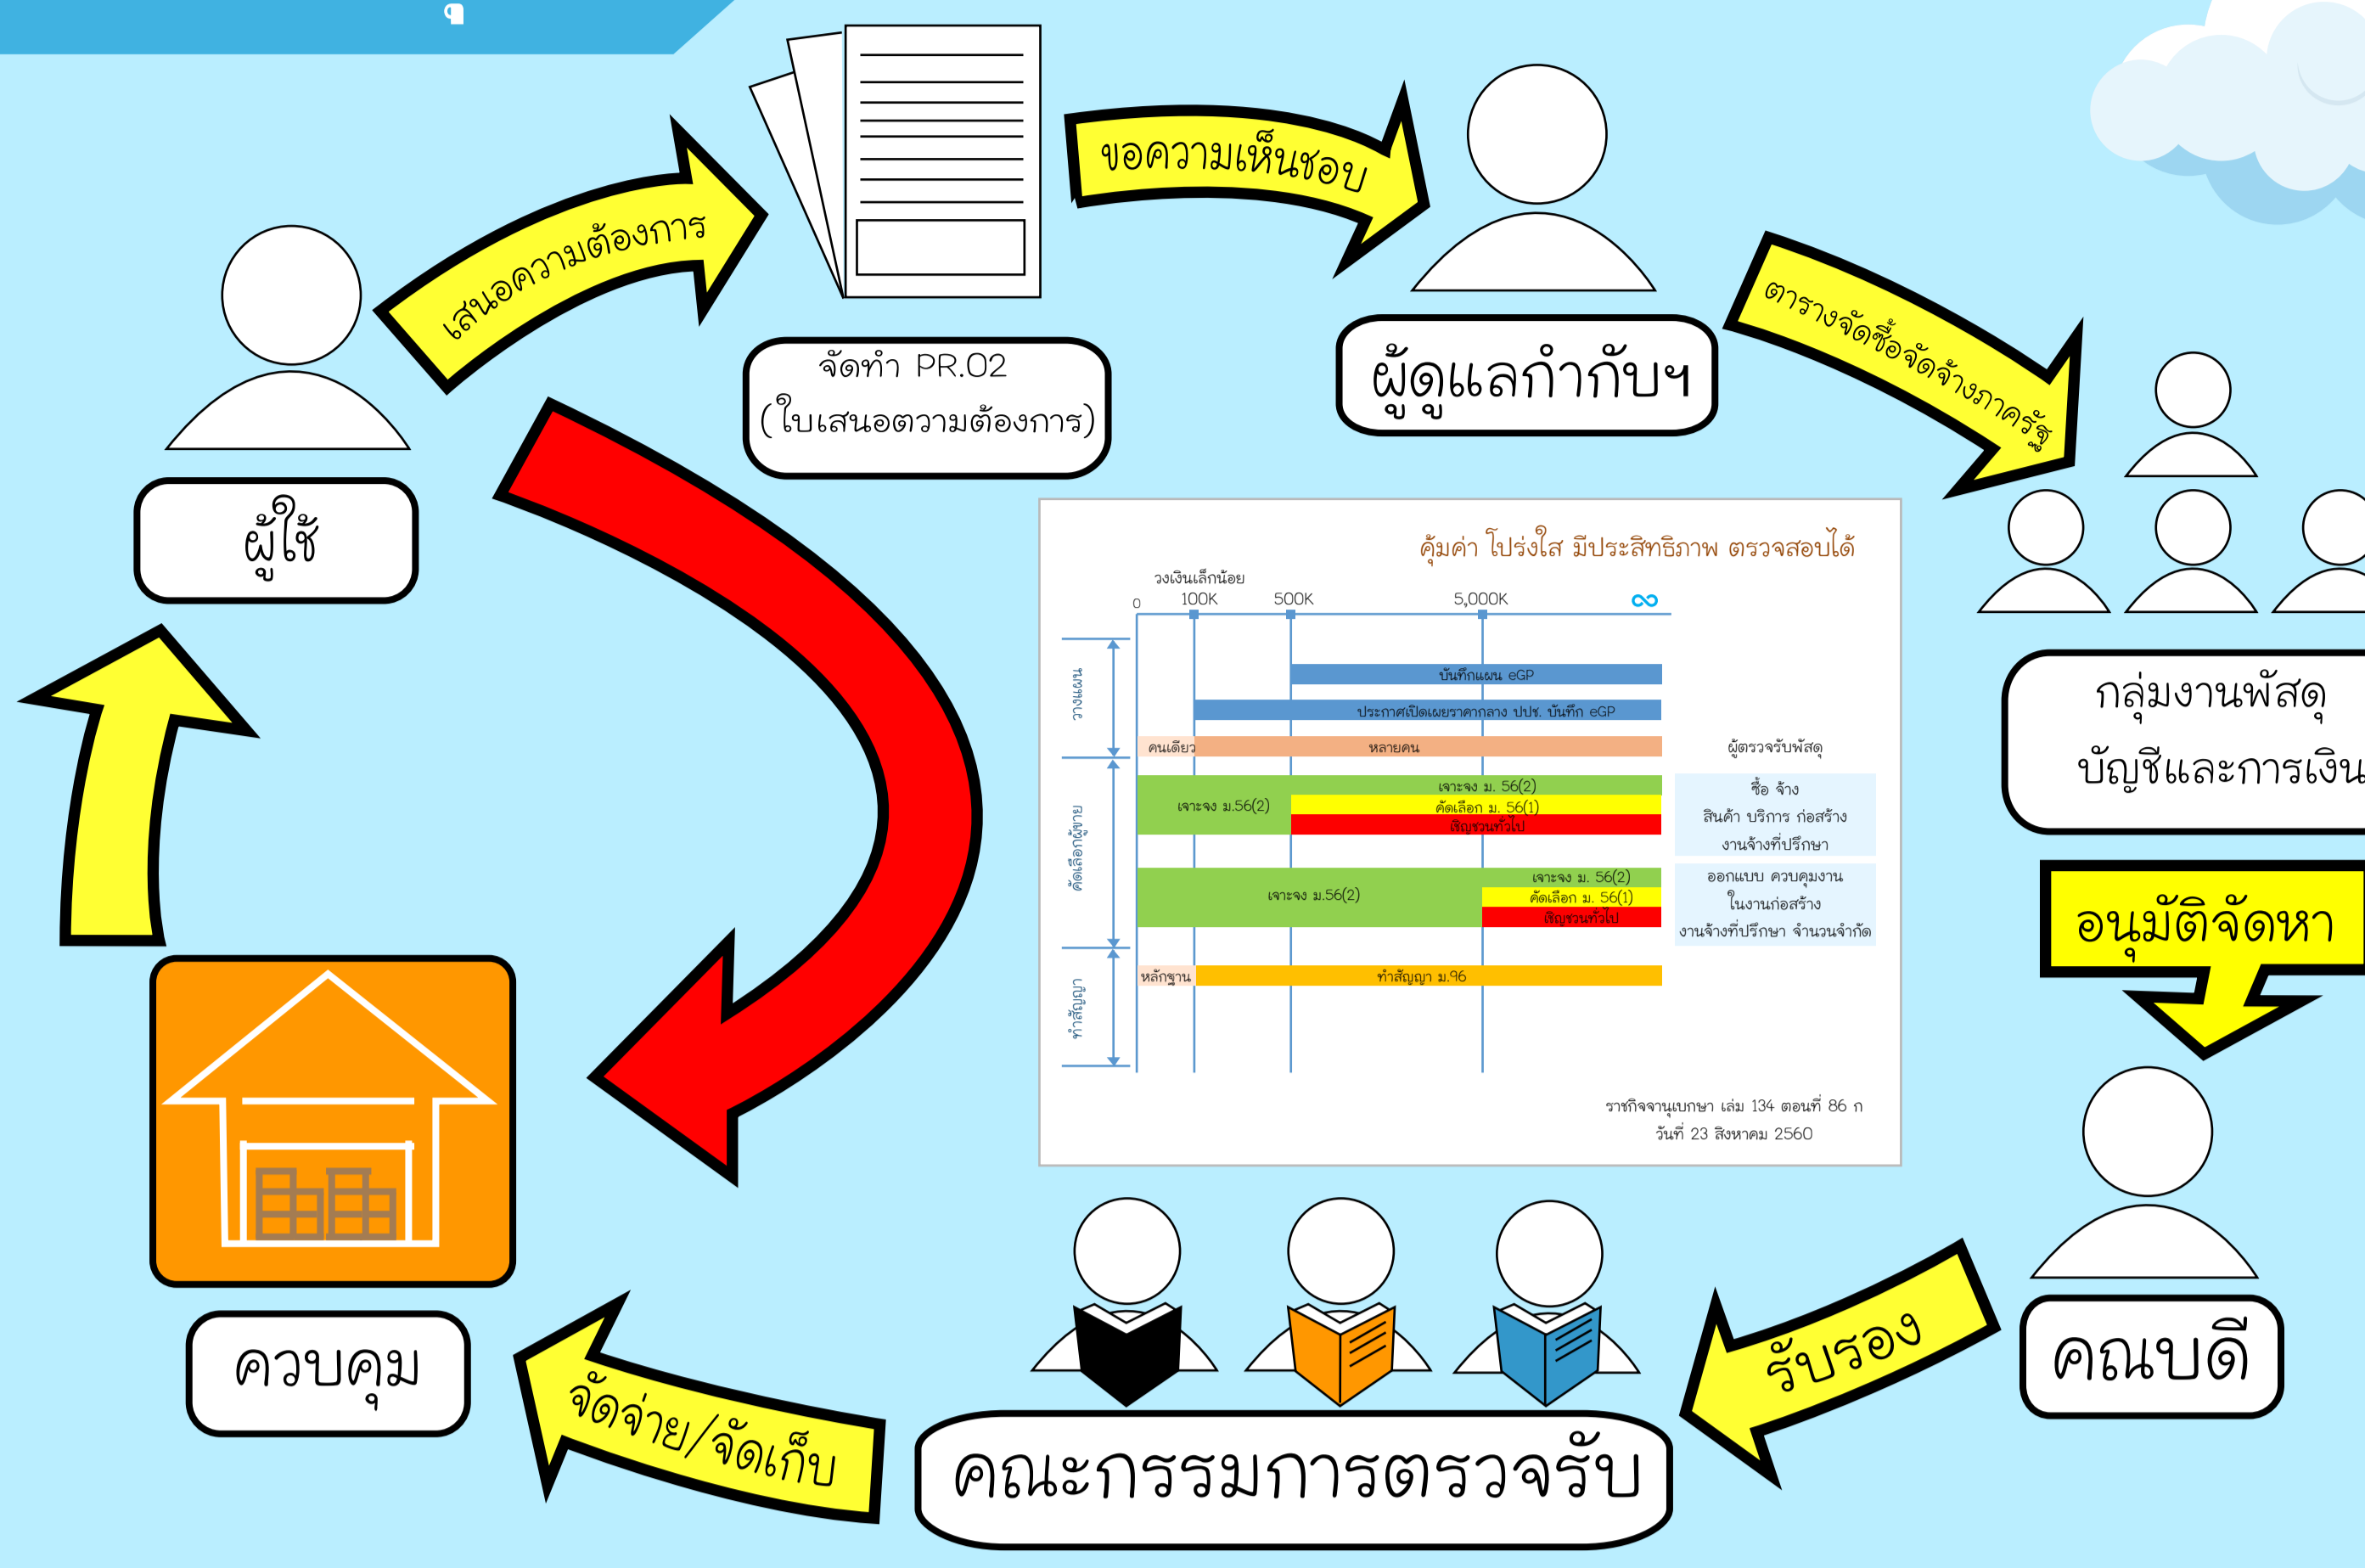 เสนอความต้องการ
ขอความเห็นชอบ
จัดทำ PR.02
(ใบเสนอตวามต้องการ)
ผู้ดูแลกำกับฯ
ตารางจัดซื้อจัดจ้างภาครัฐ
ผู้ใช้
คุ้มค่า โปร่งใส มีประสิทธิภาพ ตรวจสอบได้
วงเงินเล็กน้อย
0 100K 500K 5,000K ∞
วางแผน
บันทึกแผน eGP
ประกาศเปิดเผยราคากลาง ปปช. บันทึก eGP
คนเดียว หลายคน ผู้ตรวจรับพัสดุ
คัดเลือกผู้ขาย
เจาะจง ม.56(2)
เจาะจง ม. 56(2)
คัดเลือก ม. 56(1)
เชิญชวนทั่วไป
ซื้อ จ้าง
สินค้า บริการ ก่อสร้าง
งานจ้างที่ปรึกษา
เจาะจง ม.56(2)
เจาะจง ม. 56(2)
คัดเลือก ม. 56(1)
เชิญชวนทั่วไป
ออกแบบ ควบคุมงาน
ในงานก่อสร้าง
งานจ้างที่ปรึกษา จำนวนจำกัด
ทำสัญญา
หลักฐาน ทำสัญญา ม.96
ราชกิจจานุเบกษา เล่ม 134 ตอนที่ 86 ก
วันที่ 23 สิงหาคม 2560
กลุ่มงานพัสดุ
บัญชีและการเงิน
อนุมัติจัดหา
คณบดี
รับรอง
คณะกรรมการตรวจรับ
จัดจ่าย/จัดเก็บ
ควบคุม